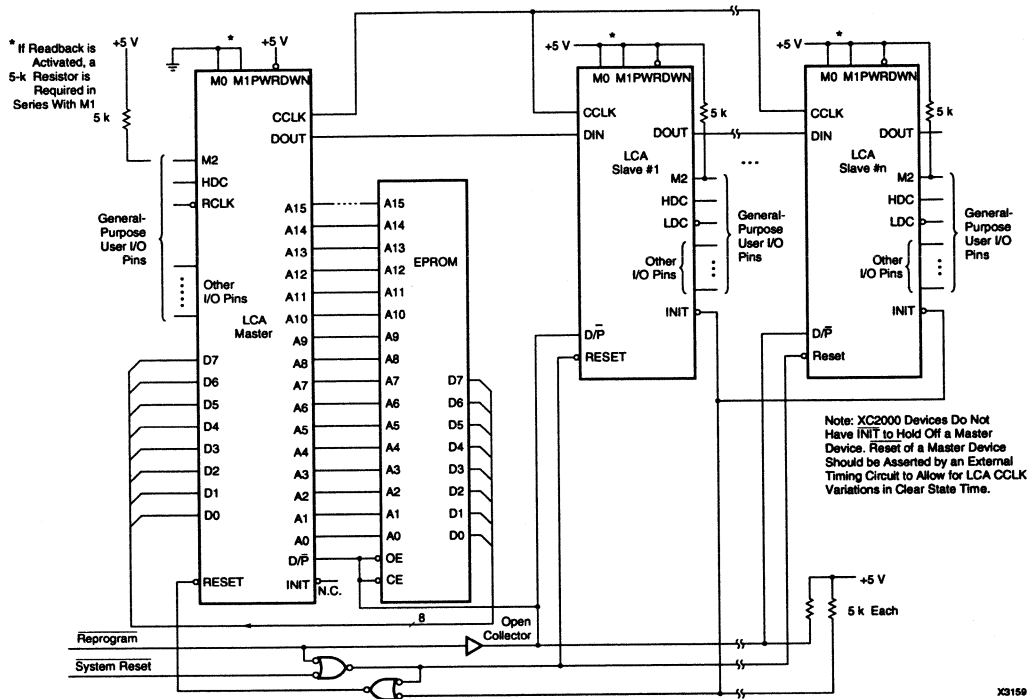 * If Readback is
Activated, a
5-k Resistor is
Required in
Series With M1
+5 V
5 k
+5 V
*
M0 M1 PWRDWN
CCLK
DOUT
M2
HDC
RCLK
General-
Purpose
User I/O
Pins
Other
I/O Pins
LCA
Master
A15
A14
A13
A12
A11
A10
A9
A8
A7
A6
A5
A4
A3
A2
A1
A0
D/P
INIT
N.C.
D7
D6
D5
D4
D3
D2
D1
D0
RESET
EPROM
A15
A14
A13
A12
A11
A10
A9
A8
A7
A6
A5
A4
A3
A2
A1
A0
OE
CE
D7
D6
D5
D4
D3
D2
D1
D0
8
+5 V
*
M0 M1 PWRDWN
CCLK
DIN
DOUT
LCA
Slave #1
5 k
M2
HDC
LDC
Other
I/O Pins
General-
Purpose
User I/O
Pins
INIT
D/P
RESET
...
+5 V
*
M0 M1 PWRDWN
CCLK
DIN
DOUT
LCA
Slave #n
5 k
M2
HDC
LDC
Other
I/O Pins
General-
Purpose
User I/O
Pins
INIT
D/P
Reset
Note: XC2000 Devices Do Not
Have INIT to Hold Off a Master
Device. Reset of a Master Device
Should be Asserted by an External
Timing Circuit to Allow for LCA CCLK
Variations in Clear State Time.
+5 V
5 k Each
Reprogram
Open
Collector
System Reset
X3159